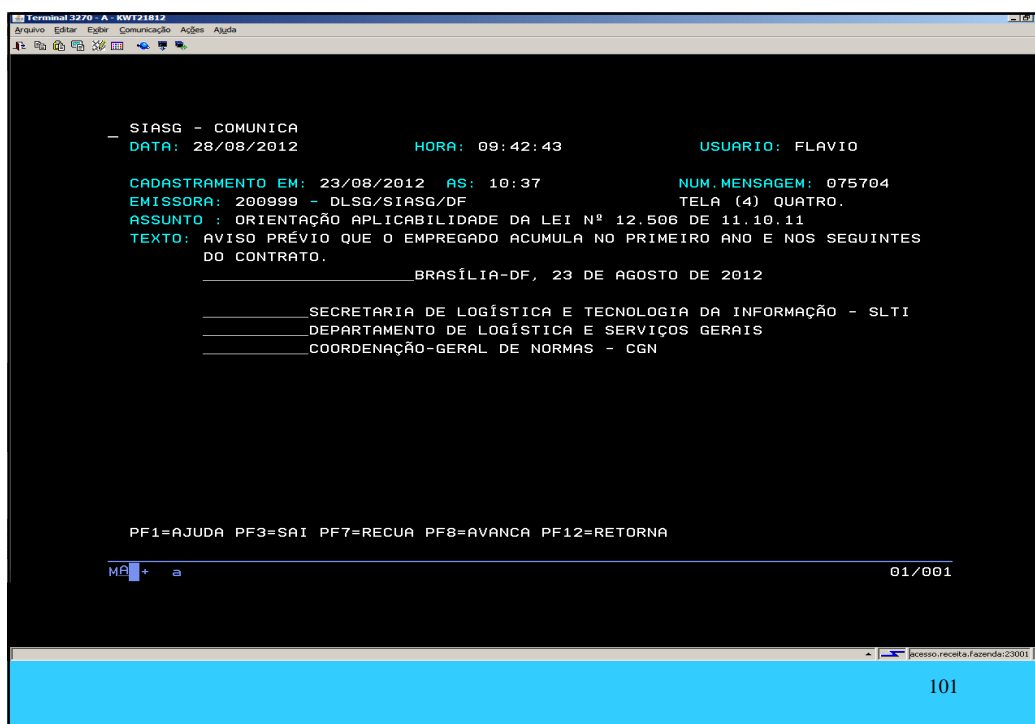 Terminal 3270 - A - KWT21812
Arquivo Editar Exibir Comunicação Ações Ajuda
_ SIASG - COMUNICA
DATA: 28/08/2012 HORA: 09:42:43 USUARIO: FLAVIO
CADASTRAMENTO EM: 23/08/2012 AS: 10:37 NUM.MENSAGEM: 075704
EMISSORA: 200999 - DLSG/SIASG/DF TELA (4) QUATRO.
ASSUNTO : ORIENTAÇÃO APLICABILIDADE DA LEI Nº 12.506 DE 11.10.11
TEXTO: AVISO PRÉVIO QUE O EMPREGADO ACUMULA NO PRIMEIRO ANO E NOS SEGUINTES
DO CONTRATO.
____________________BRASÍLIA-DF, 23 DE AGOSTO DE 2012
__________SECRETARIA DE LOGÍSTICA E TECNOLOGIA DA INFORMAÇÃO - SLTI
__________DEPARTAMENTO DE LOGÍSTICA E SERVIÇOS GERAIS
__________COORDENAÇÃO-GERAL DE NORMAS - CGN
PF1=AJUDA PF3=SAI PF7=RECUA PF8=AVANCA PF12=RETORNA
MA + a 01/001
acesso.receita.fazenda:23001
101